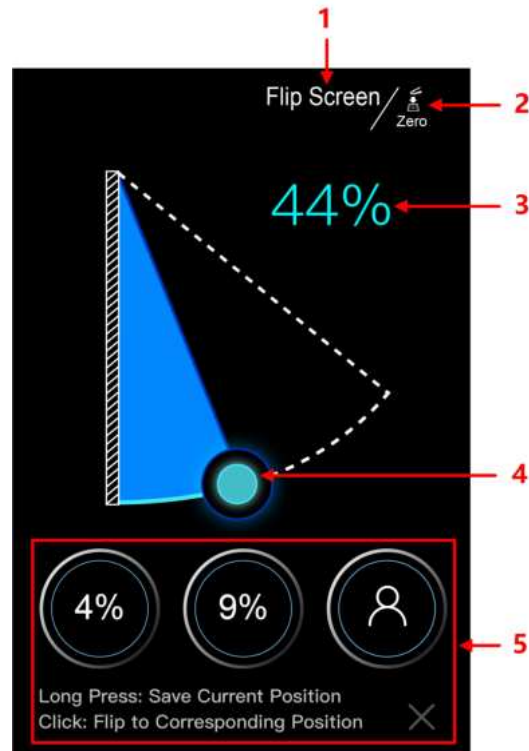 1
Flip Screen
Zero
2
44%
3
4
4%
9%
5
Long Press: Save Current Position
Click: Flip to Corresponding Position